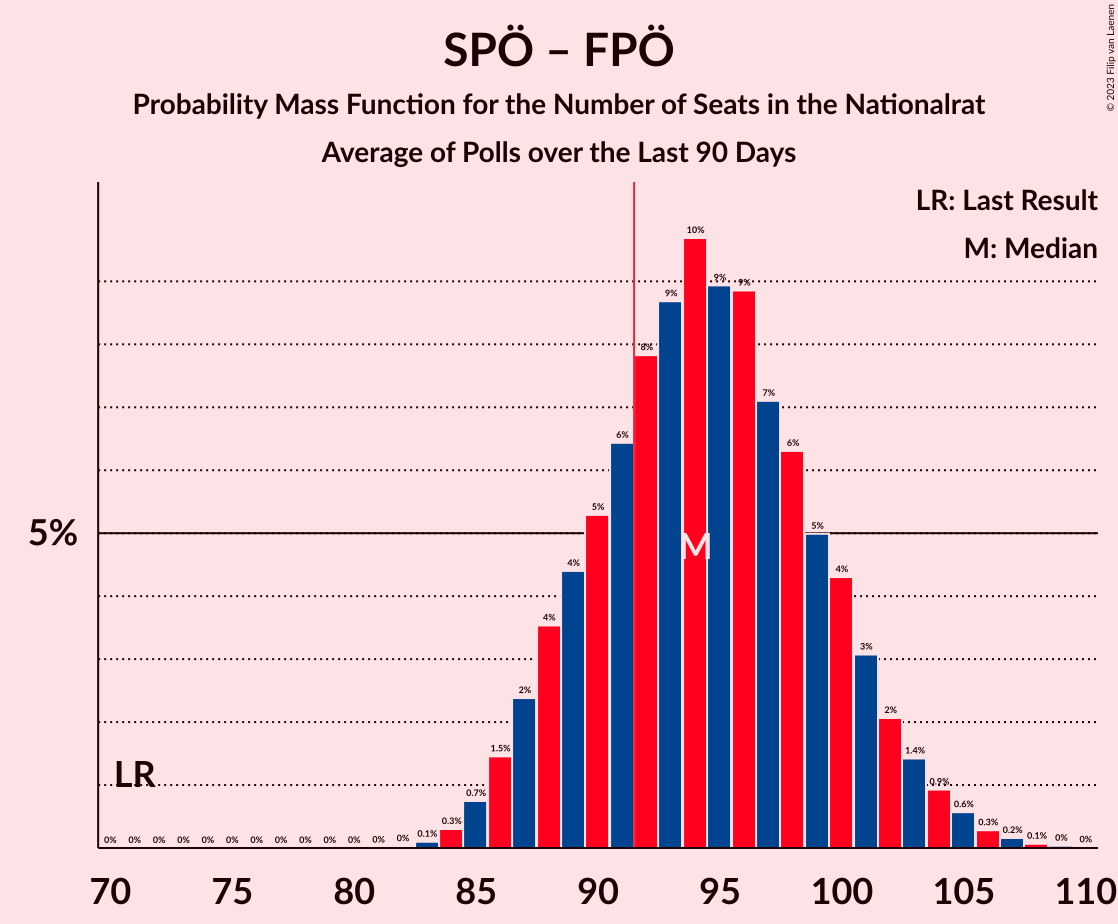 SPÖ – FPÖ
Probability Mass Function for the Number of Seats in the Nationalrat
Average of Polls over the Last 90 Days
© 2023 Filip van Laenen
LR: Last Result
M: Median
5%
LR
M
0% 0% 0% 0% 0% 0% 0% 0% 0% 0% 0% 0% 0% 0.1% 0.3% 0.7% 1.5% 2% 4% 4% 5% 6% 8% 9% 10% 9% 9% 7% 6% 5% 4% 3% 2% 1.4% 0.9% 0.6% 0.3% 0.2% 0.1% 0% 0%
70 75 80 85 90 95 100 105 110